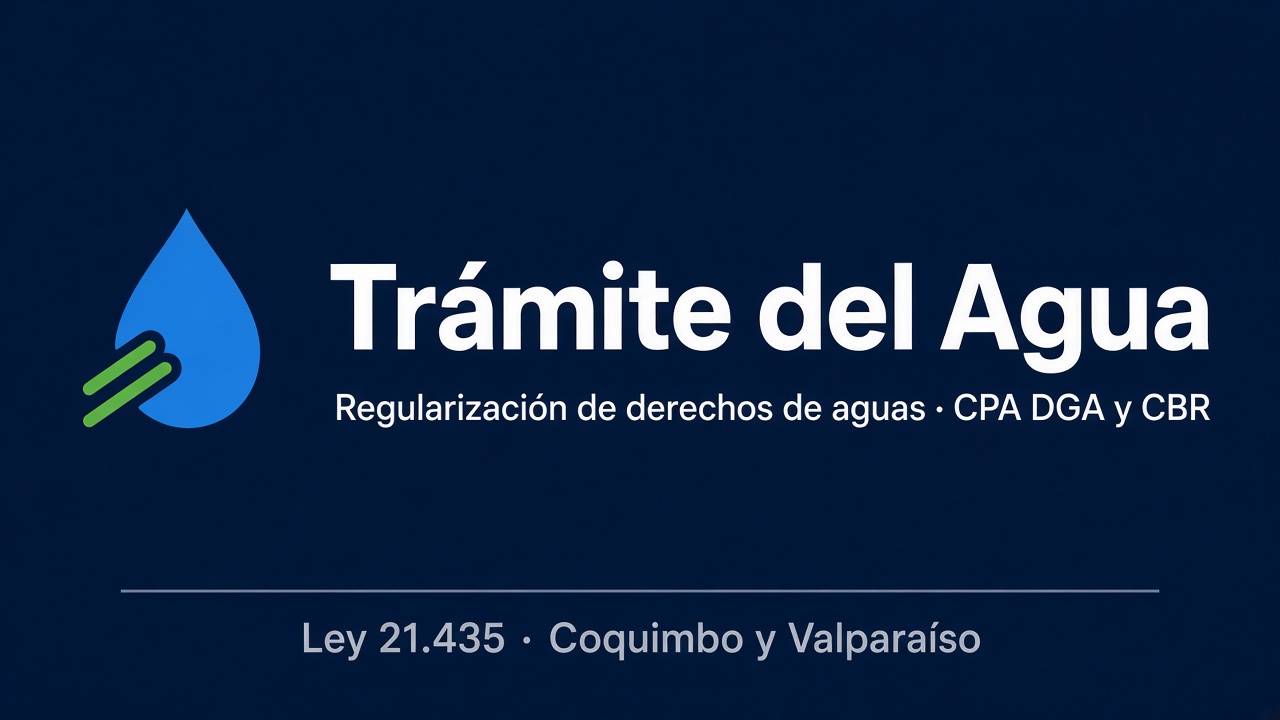 Trámite del Agua
Regularización de derechos de aguas · CPA DGA y CBR
Ley 21.435 · Coquimbo y Valparaíso